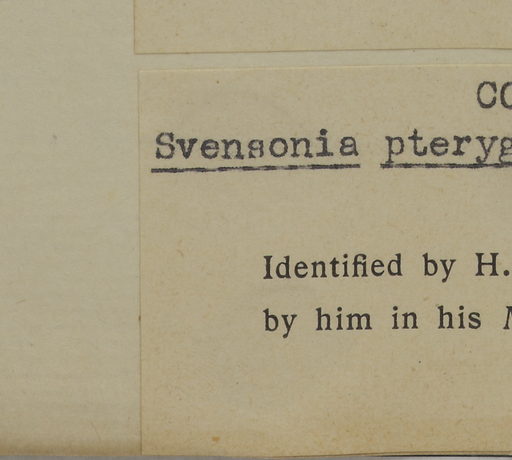 CO
Svensonia pteryg
Identified by H.
by him in his M